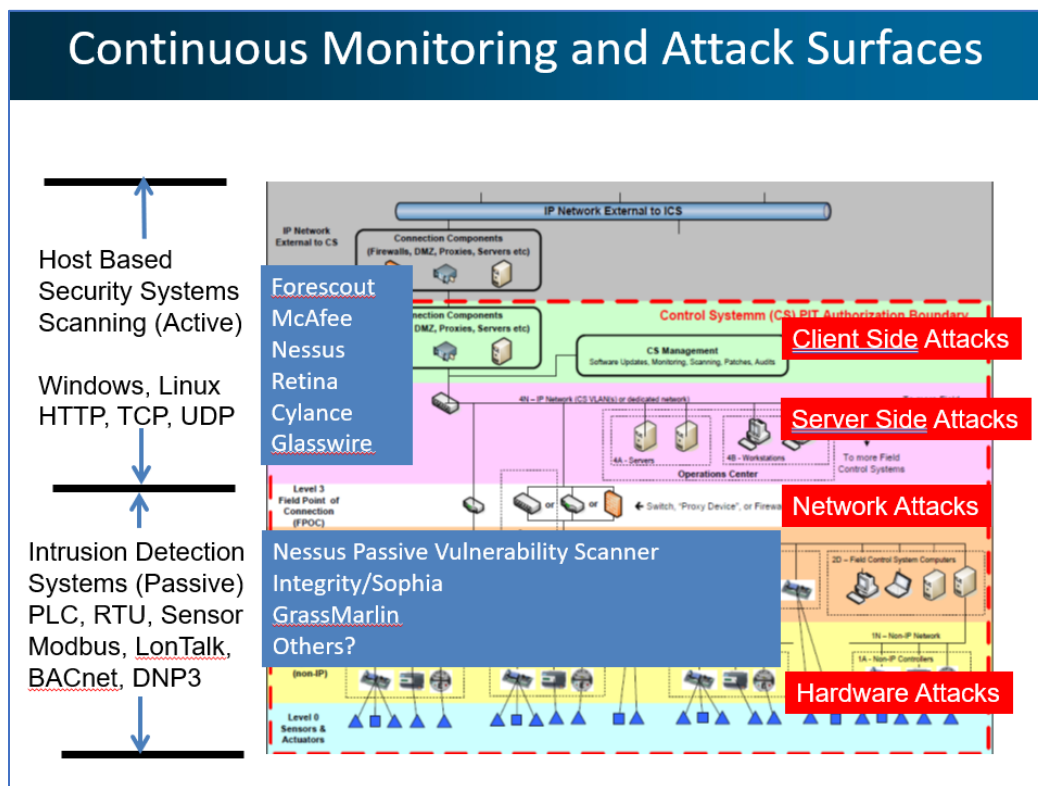 Continuous Monitoring and Attack Surfaces
Host Based
Security Systems
Scanning (Active)
Windows, Linux
HTTP, TCP, UDP
Intrusion Detection
Systems (Passive)
PLC, RTU, Sensor
Modbus, LonTalk,
BACnet, DNP3
IP Network External to ICS
IP Network
External to CS
Connection Components
(Firewalls, DMZ, Proxies, Servers etc)
Forescout
McAfee
Nessus
Retina
Cylance
Glasswire
Connection Components
DMZ, Proxies, Servers etc)
Control Systemm (CS) PIT Authorization Boundary
Client Side Attacks
CS Management
Software Updates, Monitoring, Scanning, Patches, Audits
4N – IP Network (CS VLAN(s) or dedicated network)
Server Side Attacks
4A - Servers
4B - Workstations
Operations Center
To more Field
Control Systems
Level 3
Field Point of
Connection
(FPOC)
or
or
Switch, "Proxy Device", or
Network Attacks
Nessus Passive Vulnerability Scanner
Integrity/Sophia
GrassMarlin
Others?
2D – Field Control System Computers
1N – Non-IP Network
1A - Non-IP Controllers
(non-IP)
Hardware Attacks
Level 0
Sensors &
Actuators